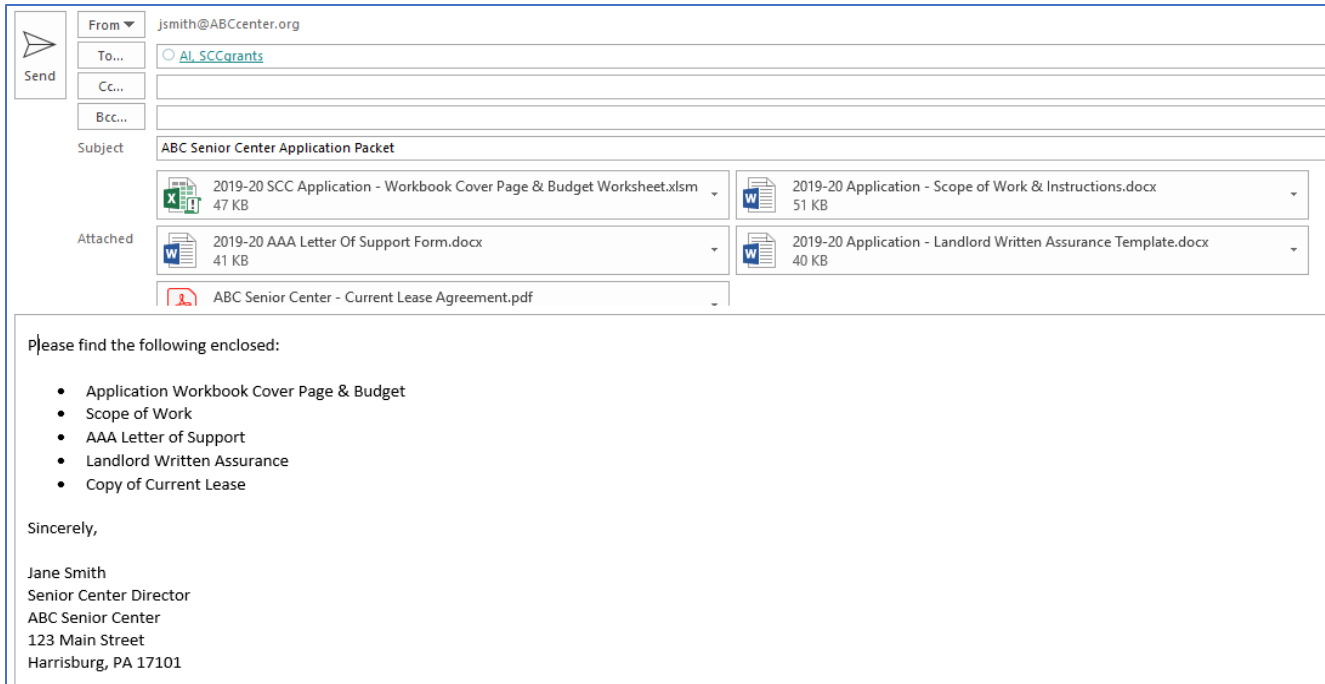 From
jsmith@ABCcenter.org
To...
AI, SCCgrants
Send
Cc...
Bcc...
Subject
ABC Senior Center Application Packet
2019-20 SCC Application - Workbook Cover Page & Budget Worksheet.xlsm
47 KB
2019-20 Application - Scope of Work & Instructions.docx
51 KB
Attached
2019-20 AAA Letter Of Support Form.docx
41 KB
2019-20 Application - Landlord Written Assurance Template.docx
40 KB
ABC Senior Center - Current Lease Agreement.pdf
Please find the following enclosed:
• Application Workbook Cover Page & Budget
• Scope of Work
• AAA Letter of Support
• Landlord Written Assurance
• Copy of Current Lease
Sincerely,
Jane Smith
Senior Center Director
ABC Senior Center
123 Main Street
Harrisburg, PA 17101